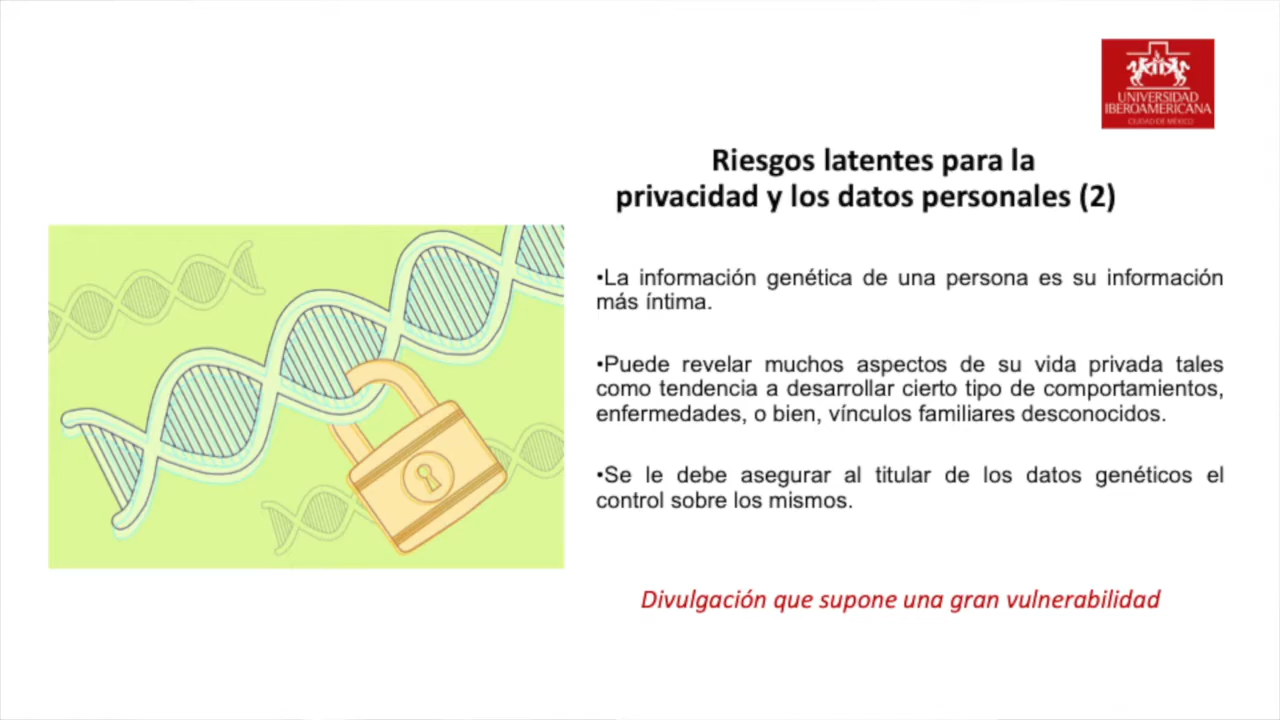 UNIVERSIDAD
IBEROAMERICANA
CIUDAD DE MÉXICO
Riesgos latentes para la
privacidad y los datos personales (2)
•La información genética de una persona es su información
más íntima.
•Puede revelar muchos aspectos de su vida privada tales
como tendencia a desarrollar cierto tipo de comportamientos,
enfermedades, o bien, vínculos familiares desconocidos.
•Se le debe asegurar al titular de los datos genéticos el
control sobre los mismos.
Divulgación que supone una gran vulnerabilidad